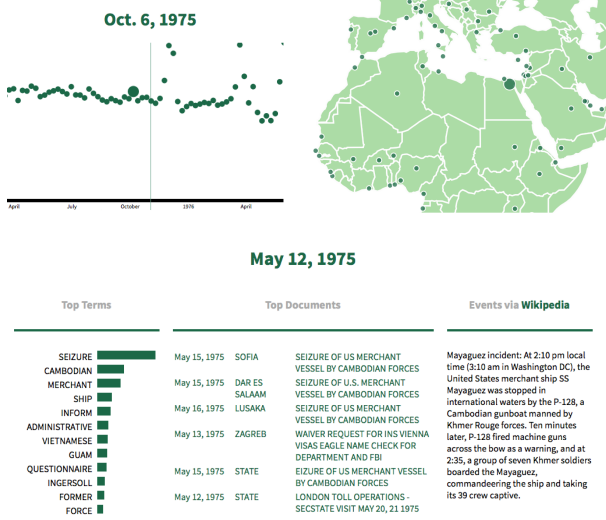 Oct. 6, 1975
April July October 1976 April
May 12, 1975
Top Terms
SEIZURE
CAMBODIAN
MERCHANT
SHIP
INFORM
ADMINISTRATIVE
VIETNAMESE
GUAM
QUESTIONNAIRE
INGERSOLL
FORMER
FORCE
Top Documents
May 15, 1975 SOFIA SEIZURE OF US MERCHANT
VESSEL BY CAMBODIAN FORCES
May 15, 1975 DAR ES SEIZURE OF U.S. MERCHANT
SALAAM VESSEL BY CAMBODIAN FORCES
May 16, 1975 LUSAKA SEIZURE OF US MERCHANT
VESSEL BY CAMBODIAN FORCES
May 13, 1975 ZAGREB WAIVER REQUEST FOR INS VIENNA
VISAS EAGLE NAME CHECK FOR
DEPARTMENT AND FBI
May 15, 1975 STATE EIZURE OF US MERCHANT VESSEL
BY CAMBODIAN FORCES
May 12, 1975 STATE LONDON TOLL OPERATIONS -
SECSTATE VISIT MAY 20, 21 1975
Events via Wikipedia
Mayaguez incident: At 2:10 pm local
time (3:10 am in Washington DC), the
United States merchant ship SS
Mayaguez was stopped in
international waters by the P-128, a
Cambodian gunboat manned by
Khmer Rouge forces. Ten minutes
later, P-128 fired machine guns
across the bow as a warning, and at
2:35, a group of seven Khmer soldiers
boarded the Mayaguez,
commandeering the ship and taking
its 39 crew captive.